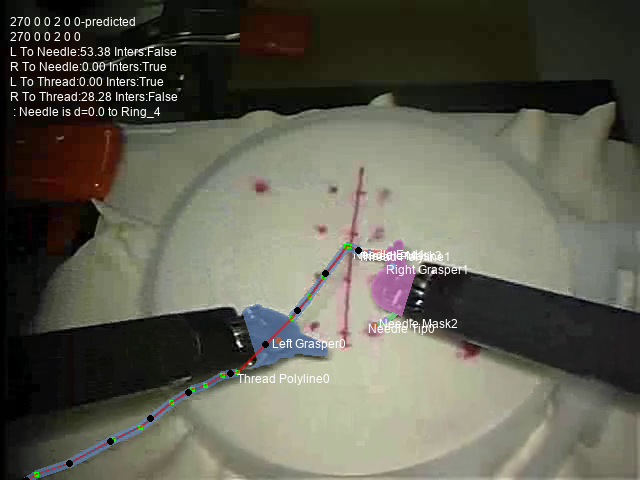 270 0 0 2 0 0-predicted
270 0 0 2 0 0
L To Needle:53.38 Inters:False
R To Needle:0.00 Inters:True
L To Thread:0.00 Inters:True
R To Thread:28.28 Inters:False
: Needle is d=0.0 to Ring_4
Thread Polyline1
Right Grasper1
Needle Mask2
Needle Tip0
Left Grasper0
Thread Polyline0